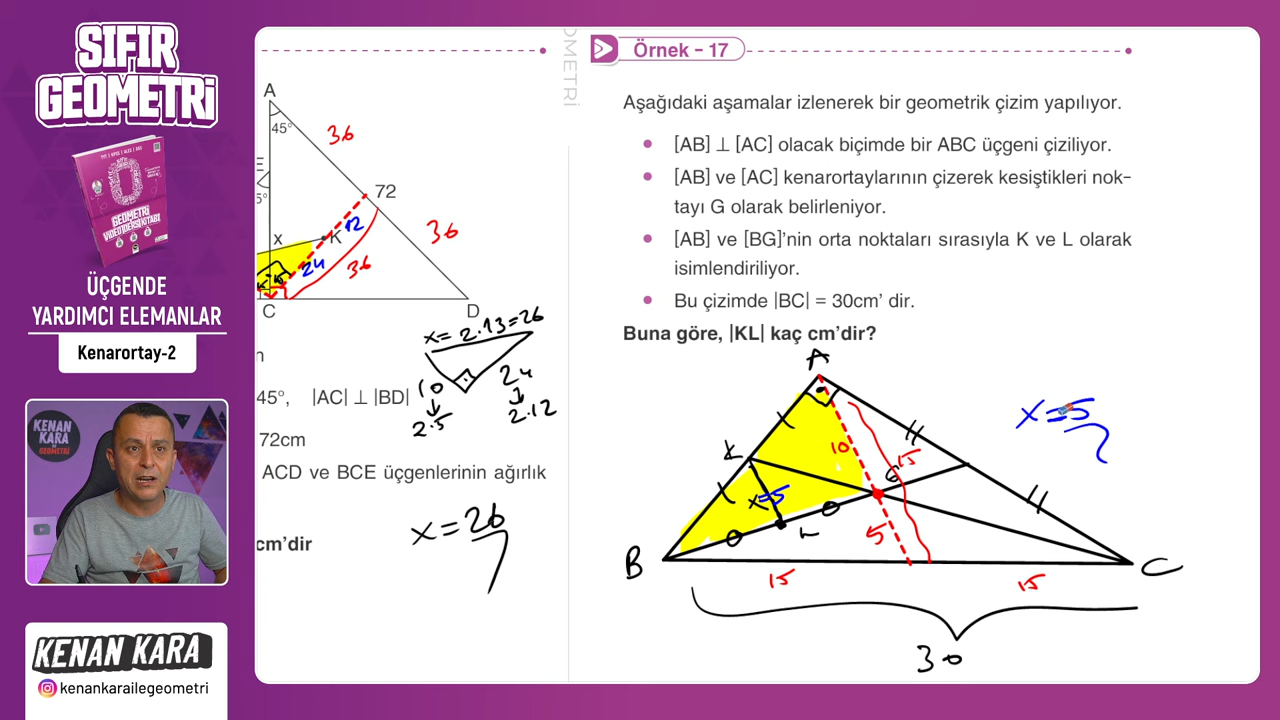 SIFIR
GEOMETRİ
GEOMETRİ
VİDEO DERS KİTABI
ÜÇGENDE
YARDIMCI ELEMANLAR
Kenarortay-2
KENAN
KARA
KENAN KARA
kenankarailegeometri
A
45°
36
72
5°
x
K
12
24
36
36
C
D
x = 2.13 = 26
10
24
2.5
2.12
45°, |AC| ⊥ |BD|
72cm
ACD ve BCE üçgenlerinin ağırlık
cm'dir
x = 26
OMETRİ
Örnek - 17
Aşağıdaki aşamalar izlenerek bir geometrik çizim yapılıyor.
• [AB] ⊥ [AC] olacak biçimde bir ABC üçgeni çiziliyor.
• [AB] ve [AC] kenarortaylarının çizerek kesiştikleri nok-
tayı G olarak belirleniyor.
• [AB] ve [BG]'nin orta noktaları sırasıyla K ve L olarak
isimlendiriliyor.
• Bu çizimde |BC| = 30cm' dir.
Buna göre, |KL| kaç cm'dir?
A
x = 5
K
10
15
G
x=5
L
5
B
C
15
15
30